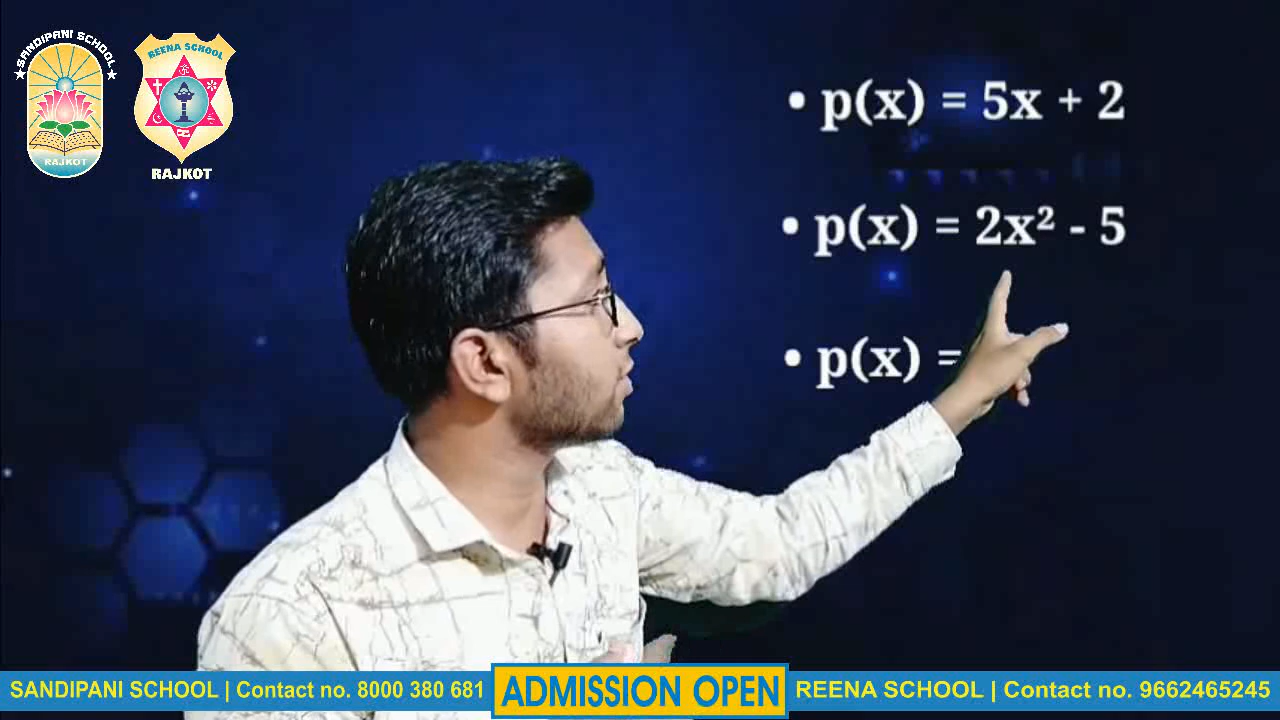 SANDIPANI SCHOOL
RAJKOT
REENA SCHOOL
RAJKOT
• p(x) = 5x + 2
• p(x) = 2x² - 5
• p(x) =
SANDIPANI SCHOOL | Contact no. 8000 380 681
ADMISSION OPEN
REENA SCHOOL | Contact no. 9662465245